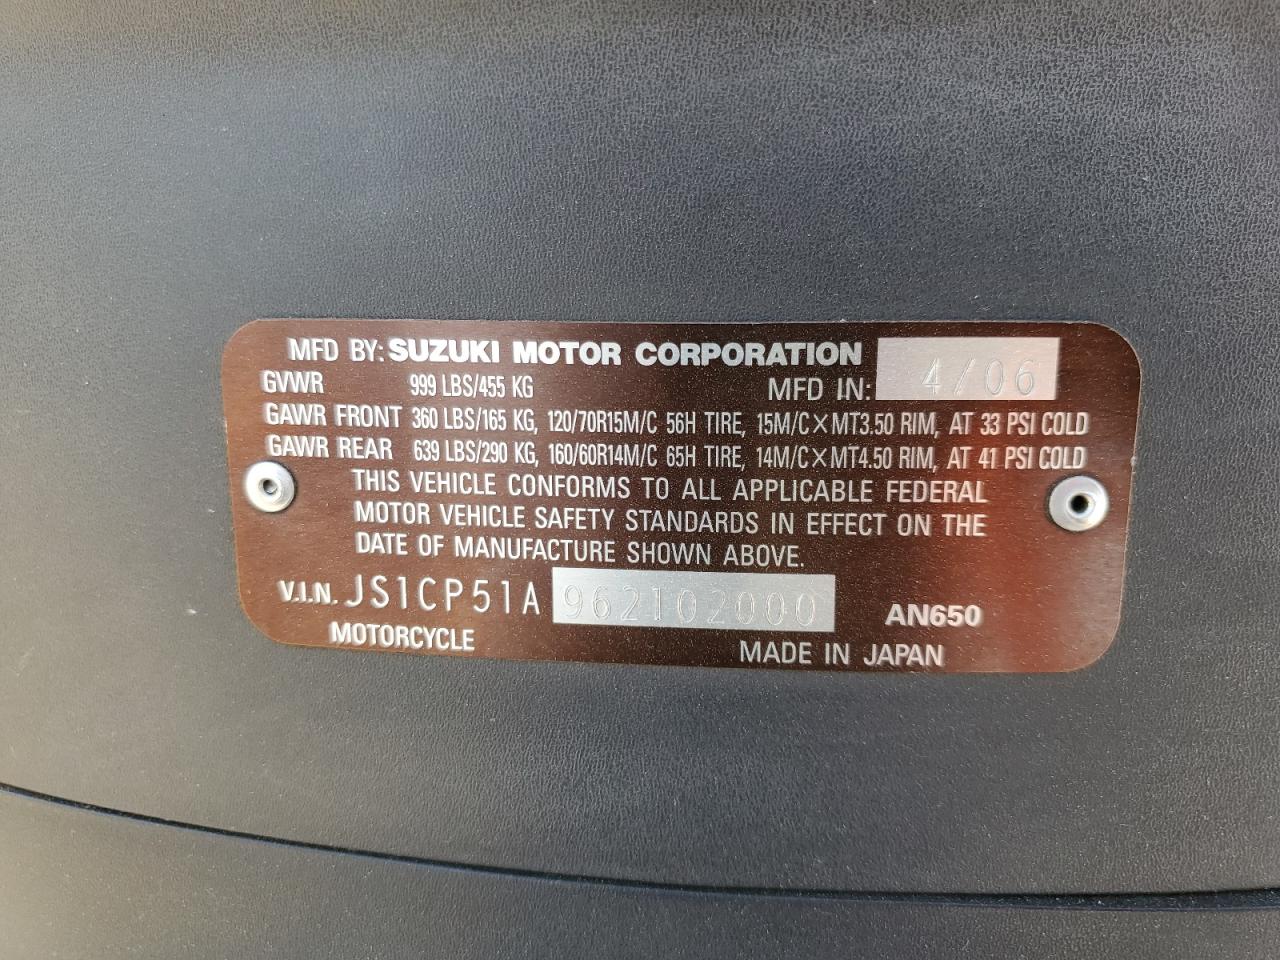 MFD BY: SUZUKI MOTOR CORPORATION
GVWR 999 LBS/455 KG MFD IN: 4/06
GAWR FRONT 360 LBS/165 KG, 120/70R15M/C 56H TIRE, 15M/C×MT3.50 RIM, AT 33 PSI COLD
GAWR REAR 639 LBS/290 KG, 160/60R14M/C 65H TIRE, 14M/C×MT4.50 RIM, AT 41 PSI COLD
THIS VEHICLE CONFORMS TO ALL APPLICABLE FEDERAL
MOTOR VEHICLE SAFETY STANDARDS IN EFFECT ON THE
DATE OF MANUFACTURE SHOWN ABOVE.
V.I.N. JS1CP51A 962102000 AN650
MOTORCYCLE MADE IN JAPAN